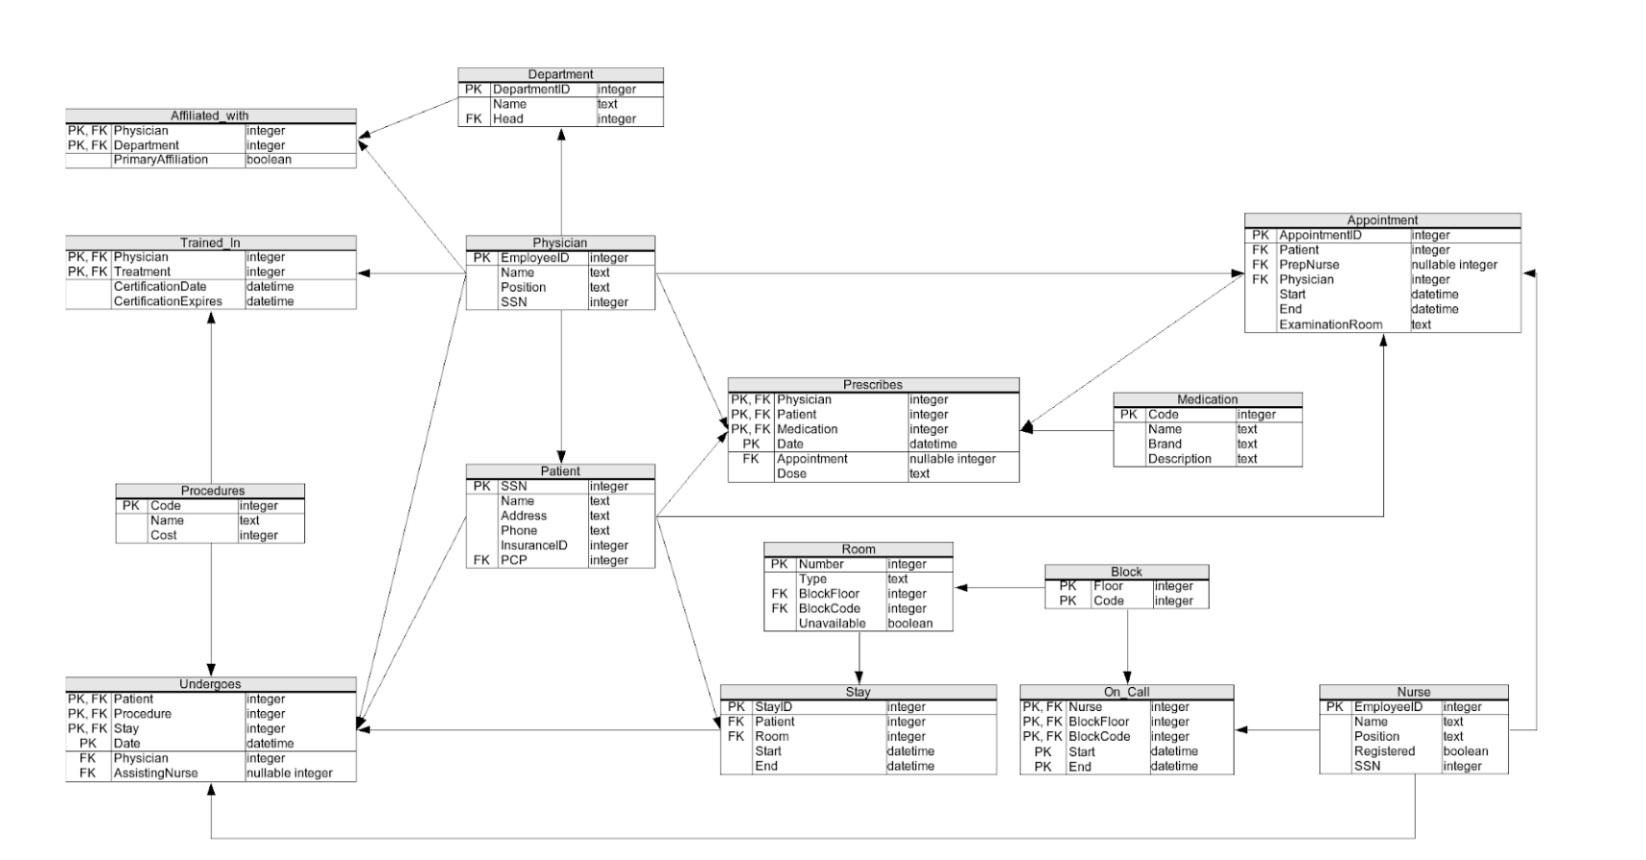 Department
PK DepartmentID integer
Name text
FK Head integer
Affiliated_with
PK, FK Physician integer
PK, FK Department integer
PrimaryAffiliation boolean
Trained_In
PK, FK Physician integer
PK, FK Treatment integer
CertificationDate datetime
CertificationExpires datetime
Physician
PK EmployeeID integer
Name text
Position text
SSN integer
Appointment
PK AppointmentID integer
FK Patient integer
FK PrepNurse nullable integer
FK Physician integer
Start datetime
End datetime
ExaminationRoom text
Prescribes
PK, FK Physician integer
PK, FK Patient integer
PK, FK Medication integer
PK Date datetime
FK Appointment nullable integer
Dose text
Medication
PK Code integer
Name text
Brand text
Description text
Patient
PK SSN integer
Name text
Address text
Phone text
InsuranceID integer
FK PCP integer
Procedures
PK Code integer
Name text
Cost integer
Room
PK Number integer
Type text
FK BlockFloor integer
FK BlockCode integer
Unavailable boolean
Block
PK Floor integer
PK Code integer
Undergoes
PK, FK Patient integer
PK, FK Procedure integer
PK, FK Stay integer
PK Date datetime
FK Physician integer
FK AssistingNurse nullable integer
Stay
PK StayID integer
FK Patient integer
FK Room integer
Start datetime
End datetime
On_Call
PK, FK Nurse integer
PK, FK BlockFloor integer
PK, FK BlockCode integer
PK Start datetime
PK End datetime
Nurse
PK EmployeeID integer
Name text
Position text
Registered boolean
SSN integer